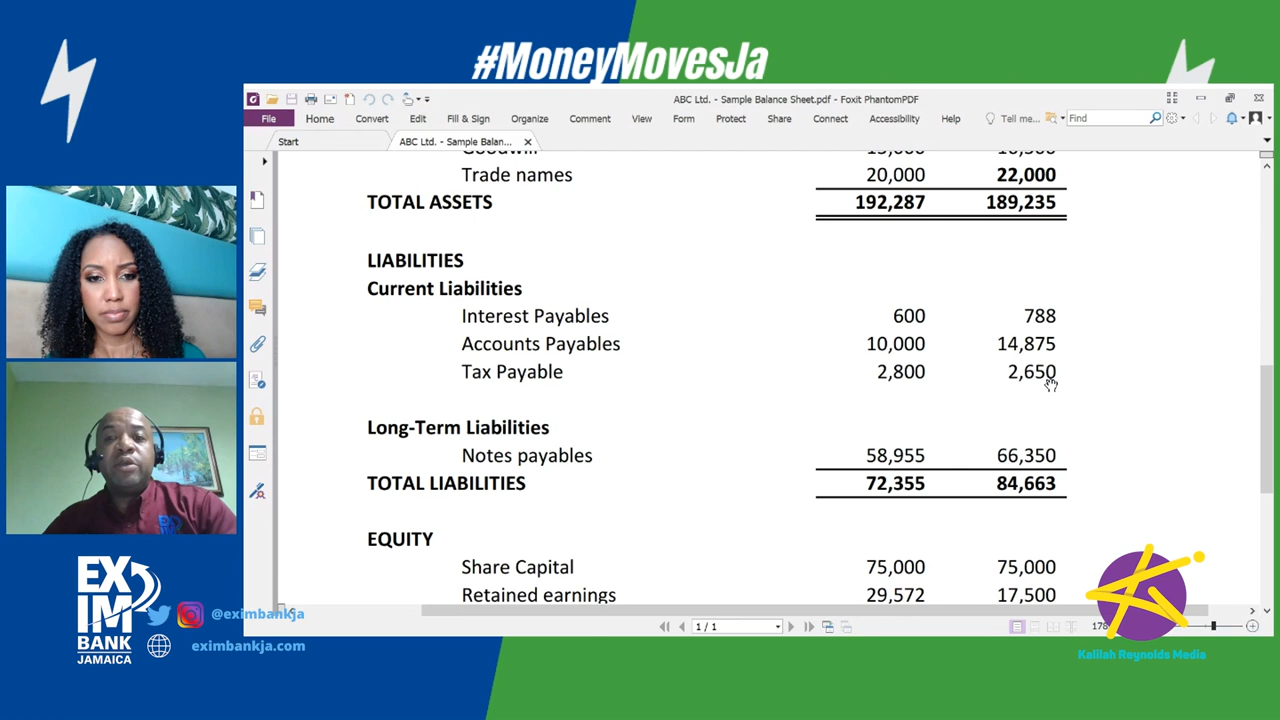 #MoneyMovesJa
ABC Ltd. - Sample Balance Sheet.pdf - Foxit PhantomPDF
File Home Convert Edit Fill & Sign Organize Comment View Form Protect Share Connect Accessibility Help Tell me... Find
Start ABC Ltd. - Sample Balan...
Goodwill
Trade names 20,000 22,000
TOTAL ASSETS 192,287 189,235
LIABILITIES
Current Liabilities
Interest Payables 600 788
Accounts Payables 10,000 14,875
Tax Payable 2,800 2,650
Long-Term Liabilities
Notes payables 58,955 66,350
TOTAL LIABILITIES 72,355 84,663
EQUITY
Share Capital 75,000 75,000
Retained earnings 29,572 17,500
1 / 1
EXIM
BANK
JAMAICA
@eximbankja
eximbankja.com
EXIM
Kalilah Reynolds Media